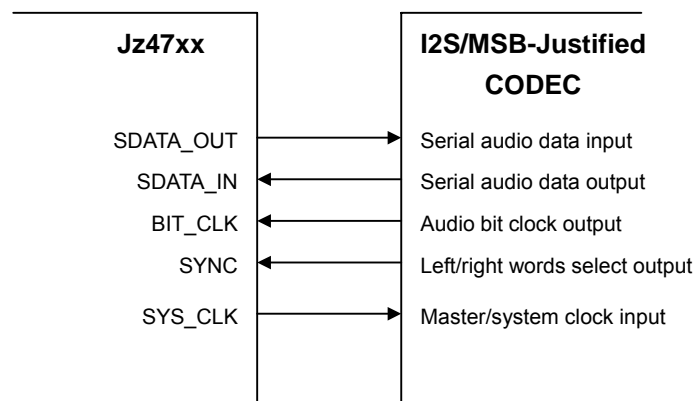 Jz47xx
I2S/MSB-Justified
CODEC
SDATA_OUT
Serial audio data input
SDATA_IN
Serial audio data output
BIT_CLK
Audio bit clock output
SYNC
Left/right words select output
SYS_CLK
Master/system clock input